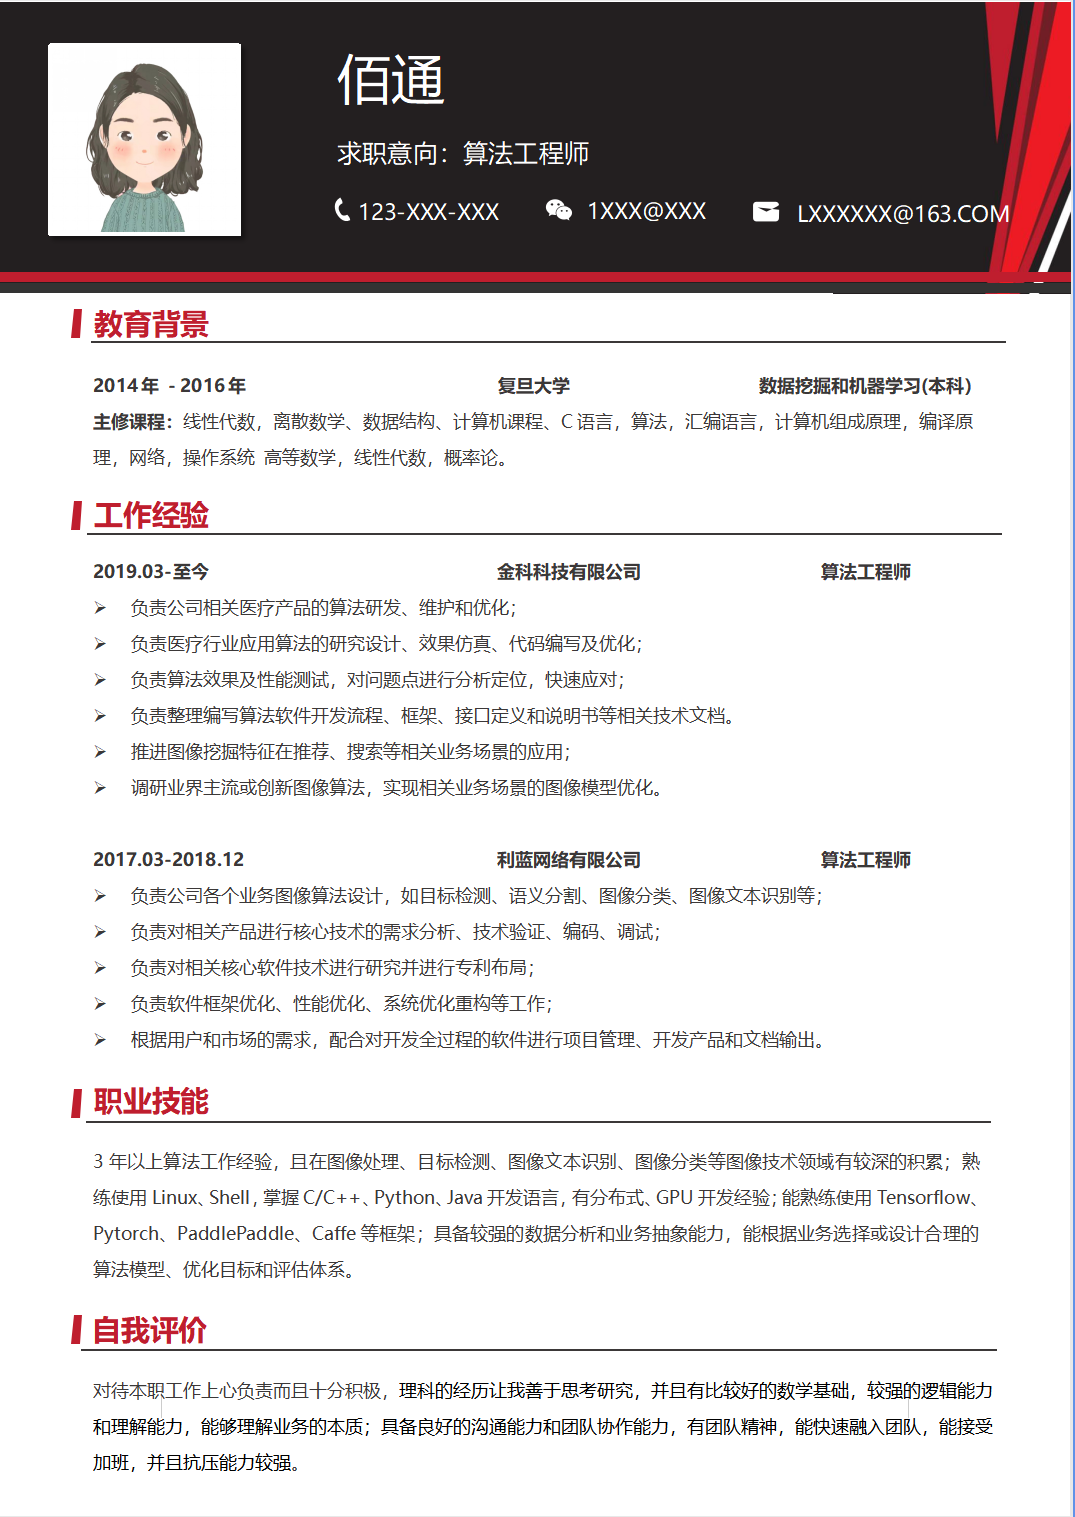 佰通
求职意向：算法工程师
123-XXX-XXX 1XXX@XXX LXXXXXX@163.COM
教育背景
2014年 - 2016年 复旦大学 数据挖掘和机器学习(本科）
主修课程：线性代数，离散数学、数据结构、计算机课程、C 语言，算法，汇编语言，计算机组成原理，编译原
理，网络，操作系统 高等数学，线性代数，概率论。
工作经验
2019.03-至今 金科科技有限公司 算法工程师
➢ 负责公司相关医疗产品的算法研发、维护和优化；
➢ 负责医疗行业应用算法的研究设计、效果仿真、代码编写及优化；
➢ 负责算法效果及性能测试，对问题点进行分析定位，快速应对；
➢ 负责整理编写算法软件开发流程、框架、接口定义和说明书等相关技术文档。
➢ 推进图像挖掘特征在推荐、搜索等相关业务场景的应用；
➢ 调研业界主流或创新图像算法，实现相关业务场景的图像模型优化。
2017.03-2018.12 利蓝网络有限公司 算法工程师
➢ 负责公司各个业务图像算法设计，如目标检测、语义分割、图像分类、图像文本识别等；
➢ 负责对相关产品进行核心技术的需求分析、技术验证、编码、调试；
➢ 负责对相关核心软件技术进行研究并进行专利布局；
➢ 负责软件框架优化、性能优化、系统优化重构等工作；
➢ 根据用户和市场的需求，配合对开发全过程的软件进行项目管理、开发产品和文档输出。
职业技能
3 年以上算法工作经验，且在图像处理、目标检测、图像文本识别、图像分类等图像技术领域有较深的积累；熟
练使用 Linux、Shell，掌握 C/C++、Python、Java 开发语言，有分布式、GPU 开发经验；能熟练使用 Tensorflow、
Pytorch、PaddlePaddle、Caffe 等框架；具备较强的数据分析和业务抽象能力，能根据业务选择或设计合理的
算法模型、优化目标和评估体系。
自我评价
对待本职工作上心负责而且十分积极，理科的经历让我善于思考研究，并且有比较好的数学基础，较强的逻辑能力
和理解能力，能够理解业务的本质；具备良好的沟通能力和团队协作能力，有团队精神，能快速融入团队，能接受
加班，并且抗压能力较强。